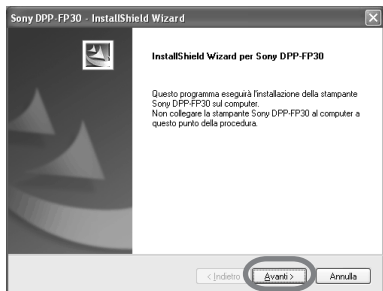 Sony DPP-FP30 - InstallShield Wizard
InstallShield Wizard per Sony DPP-FP30
Questo programma eseguirà l'installazione della stampante
Sony DPP-FP30 sul computer.
Non collegare la stampante Sony DPP-FP30 al computer a
questo punto della procedura.
< Indietro
Avanti >
Annulla